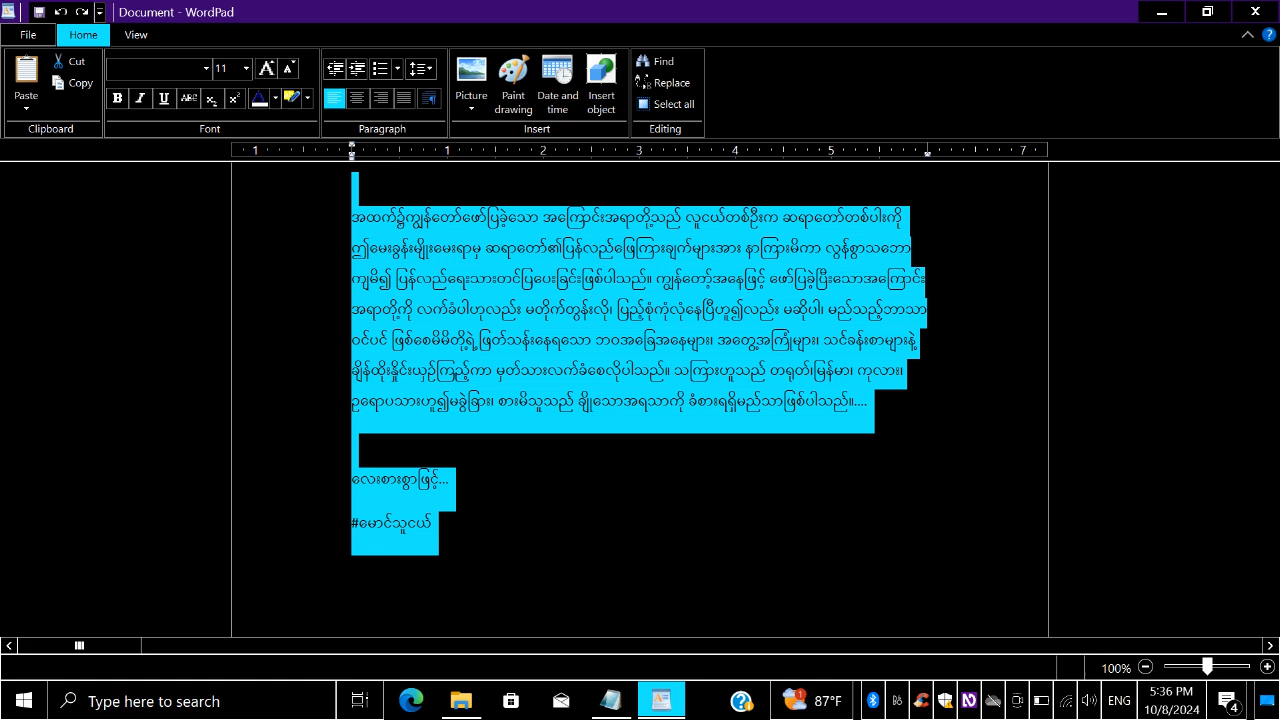 Document - WordPad
File
Home
View
Paste
Cut
Copy
Clipboard
11
Font
Paragraph
Picture
Paint drawing
Date and time
Insert object
Insert
Find
Replace
Select all
Editing
1 1 2 3 4 5 7
အထက်၌ကျွန်တော်ဖော်ပြခဲ့သော အကြောင်းအရာတို့သည် လူငယ်တစ်ဦးက ဆရာတော်တစ်ပါးကို
ဤမေးခွန်းမျိုးမေးရာမှ ဆရာတော်၏ပြန်လည်ဖြေကြားချက်များအား နာကြားမိကာ လွန်စွာသဘော
ကျမိ၍ ပြန်လည်ရေးသားတင်ပြပေးခြင်းဖြစ်ပါသည်။ ကျွန်တော့်အနေဖြင့် ဖော်ပြခဲ့ပြီးသောအကြောင်း
အရာတို့ကို လက်ခံပါဟုလည်း မတိုက်တွန်းလို၊ ပြည့်စုံကုံလုံနေပြီဟူ၍လည်း မဆိုပါ၊ မည်သည့်ဘာသာ
ဝင်ပင် ဖြစ်စေမိမိတို့ရဲ့ဖြတ်သန်းနေရသော ဘဝအခြေအနေများ၊ အတွေ့အကြုံများ၊ သင်ခန်းစာများနဲ့
ချိန်ထိုးနှိုင်းယှဉ်ကြည့်ကာ မှတ်သားလက်ခံစေလိုပါသည်။ သကြားဟူသည် တရုတ်၊မြန်မာ၊ ကုလား၊
ဥရောပသားဟူ၍မခွဲခြား၊ စားမိသူသည် ချိုသောအရသာကို ခံစားရရှိမည်သာဖြစ်ပါသည်။....
လေးစားစွာဖြင့်...
#မောင်သူငယ်
100%
Type here to search
87°F
ENG
5:36 PM
10/8/2024
4